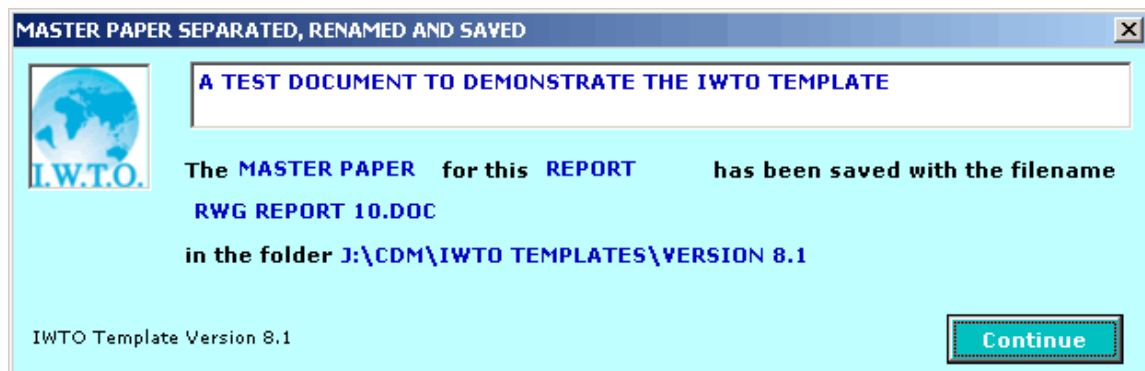 MASTER PAPER SEPARATED, RENAMED AND SAVED
A TEST DOCUMENT TO DEMONSTRATE THE IWTO TEMPLATE
I.W.T.O.
The MASTER PAPER for this REPORT has been saved with the filename
RWG REPORT 10.DOC
in the folder J:\CDM\IWTO TEMPLATES\VERSION 8.1
IWTO Template Version 8.1
Continue